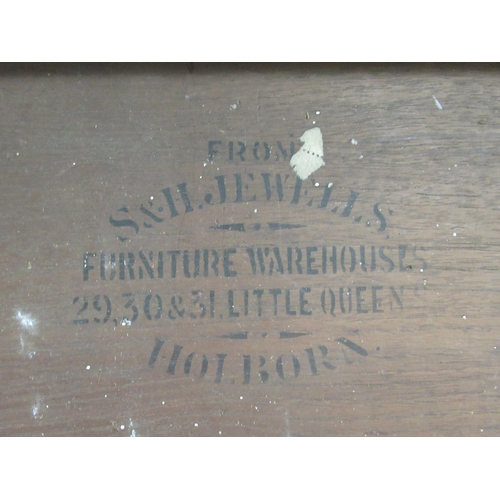 FROM
S & H. JEWELLS.
FURNITURE WAREHOUSES
29, 30 & 31, LITTLE QUEEN
HOLBORN.